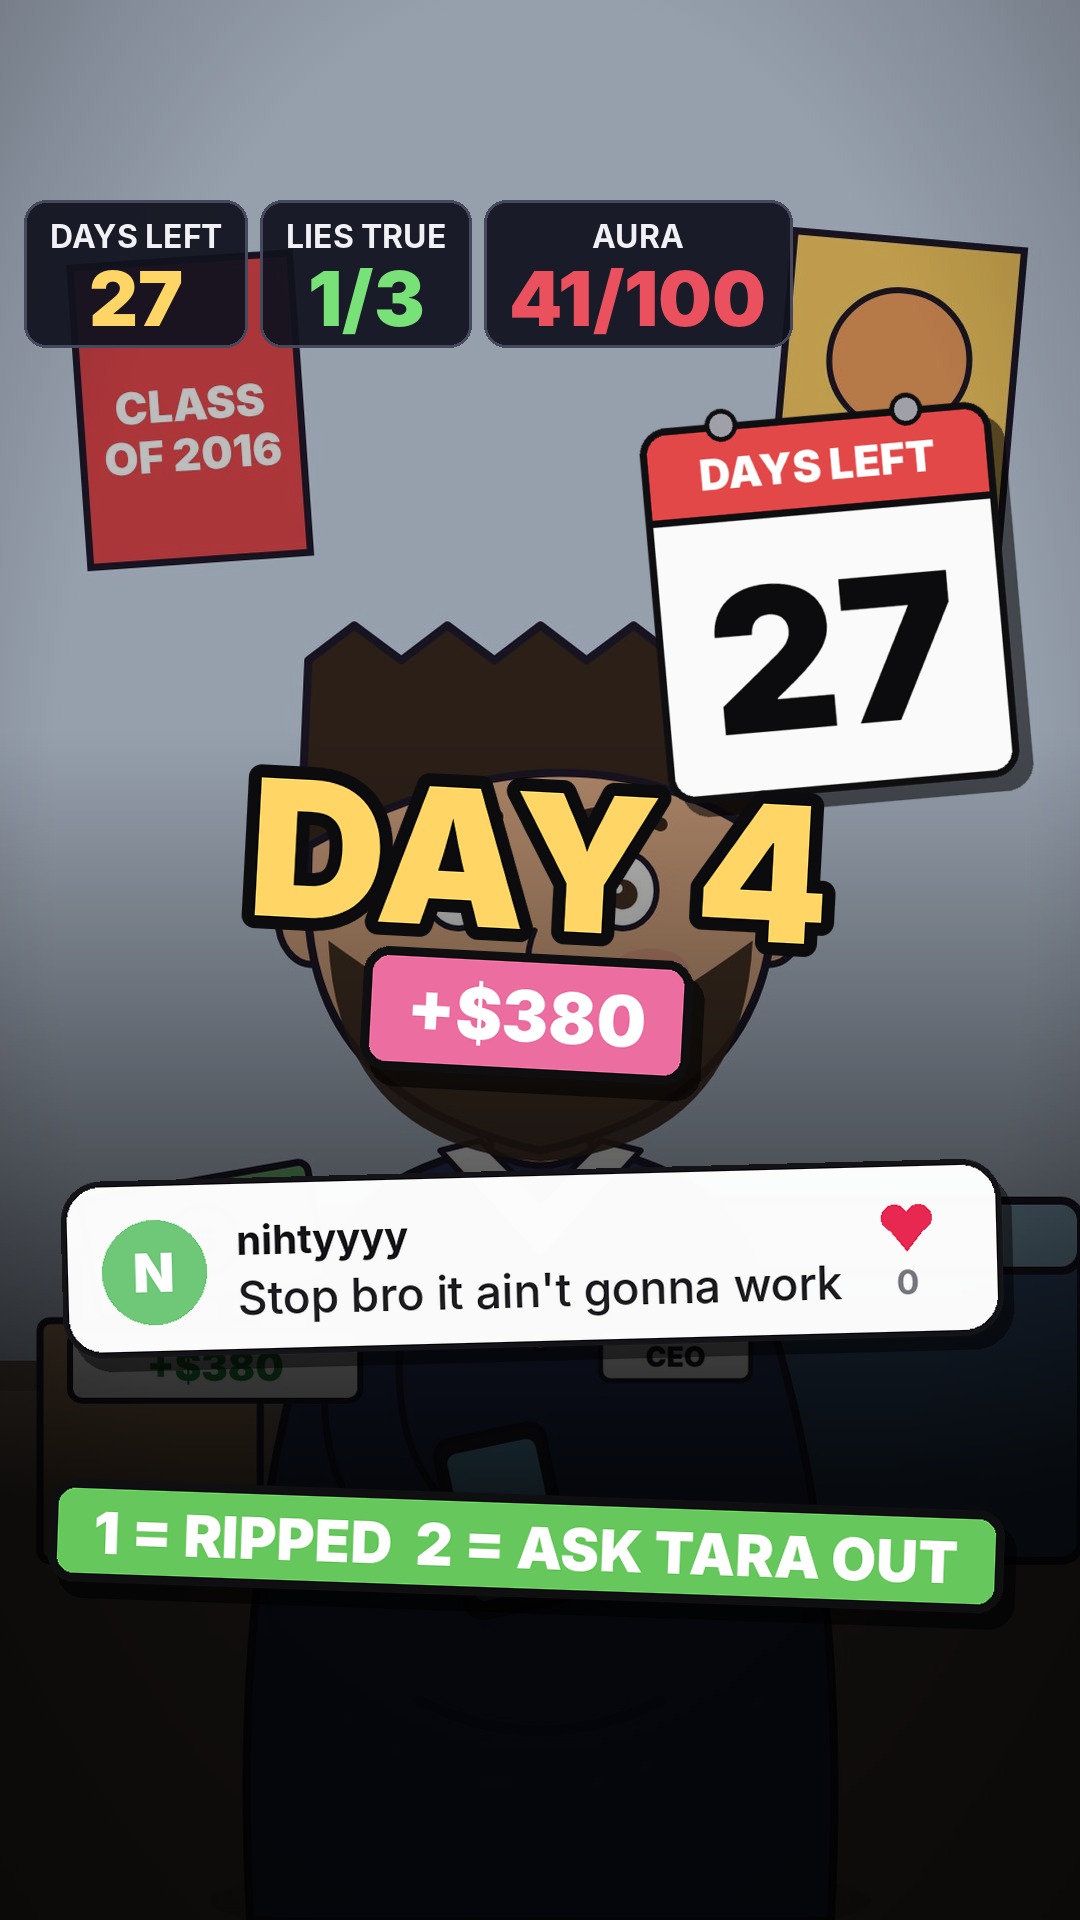 DAYS LEFT
27
LIES TRUE
1/3
AURA
41/100
CLASS
OF 2016
DAYS LEFT
27
DAY 4
+$380
N
nihtyyyy
Stop bro it ain't gonna work
0
+$380
CEO
1 = RIPPED 2 = ASK TARA OUT